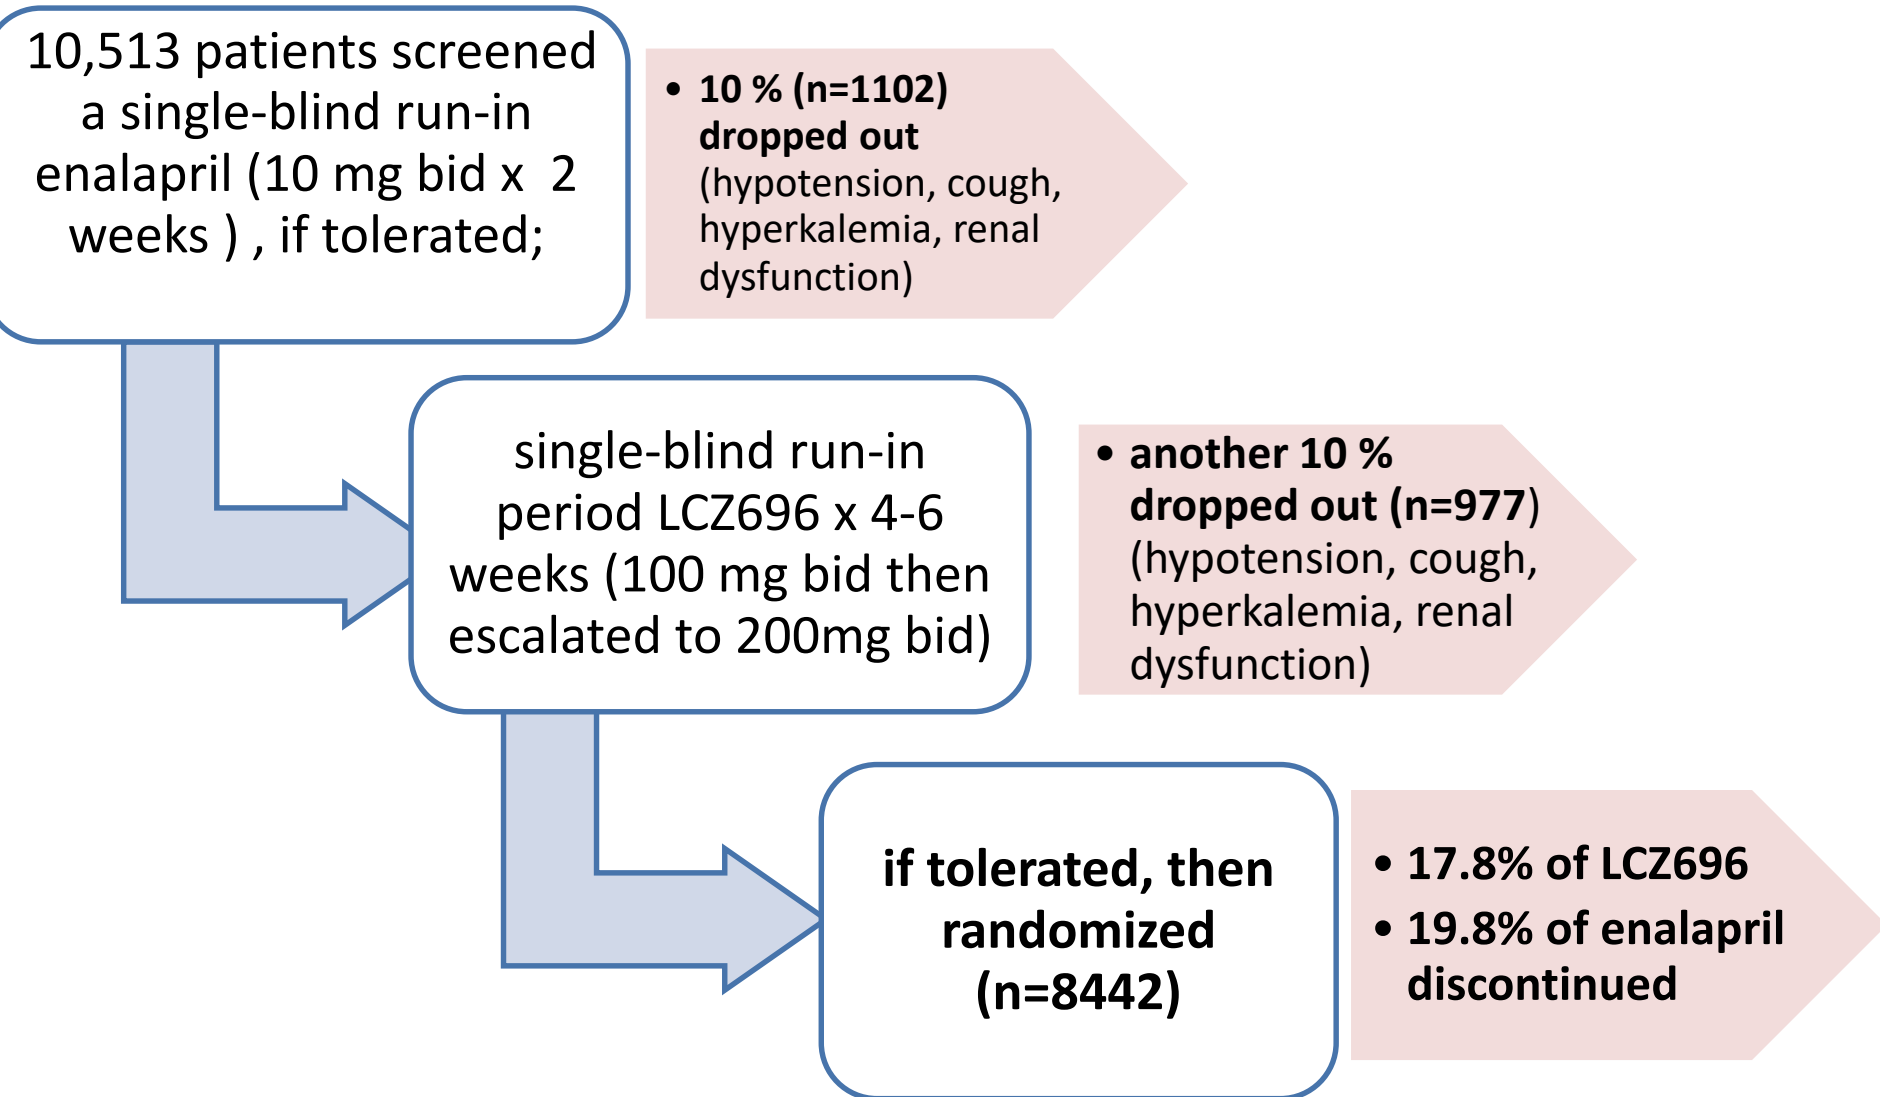 10,513 patients screened
a single-blind run-in
enalapril (10 mg bid x  2
weeks ) , if tolerated;
• 10 % (n=1102)
dropped out
(hypotension, cough,
hyperkalemia, renal
dysfunction)
single-blind run-in
period LCZ696 x 4-6
weeks (100 mg bid then
escalated to 200mg bid)
• another 10 %
dropped out (n=977)
(hypotension, cough,
hyperkalemia, renal
dysfunction)
if tolerated, then
randomized
(n=8442)
• 17.8% of LCZ696
• 19.8% of enalapril
discontinued